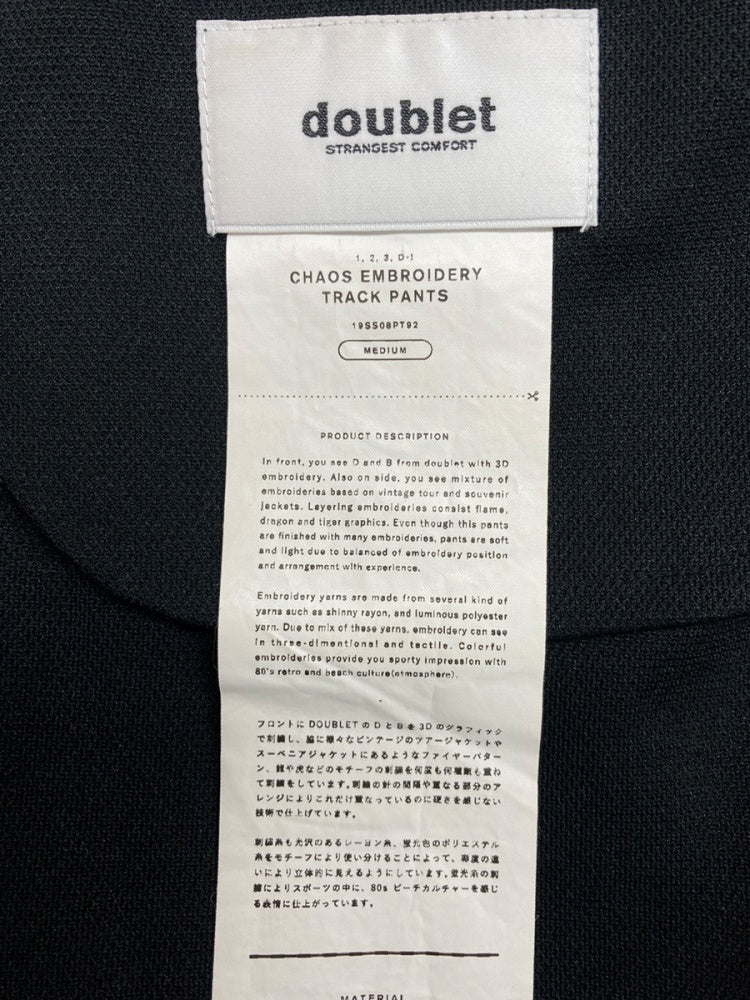 doublet
STRANGEST COMFORT
1, 2, 3, D-!
CHAOS EMBROIDERY
TRACK PANTS
19SS08PT92
MEDIUM
PRODUCT DESCRIPTION
In front, you see D and B from doublet with 3D
embroidery. Also on side, you see mixture of
embroideries based on vintage tour and souvenir
jackets. Layering embroideries consist flame,
dragon and tiger graphics. Even though this pants
are finished with many embroideries, pants are soft
and light due to balanced of embroidery position
and arrangement with experience.
Embroidery yarns are made from several kind of
yarns such as shinny rayon, and luminous polyester
yarn. Due to mix of these yarns, embroidery can see
in three-dimentional and tactile. Colorful
embroideries provide you sporty impression with
80's retro and beach culture(atmosphere).
フロントに DOUBLET の D と B を 3D のグラフィック
で刺繍し、脇に様々なビンテージのツアージャケットや
スーベニアジャケットにあるようなファイヤーパター
ン、龍や虎などのモチーフの刺繍を何度も何種類も重ね
て刺繍をしています。刺繍の針の間隔や重なる部分のア
レンジによりこれだけ重なっているのに硬さを感じない
技術で仕上げています。
刺繍糸も光沢のあるレーヨン糸、蛍光色のポリエステル
糸をモチーフにより使い分けることによって、彩度の違
いにより立体的に見えるようにしています。蛍光糸の刺
繍によりスポーツの中に、80s ビーチカルチャーを感じ
る表情に仕上がっています。
MATERIAL